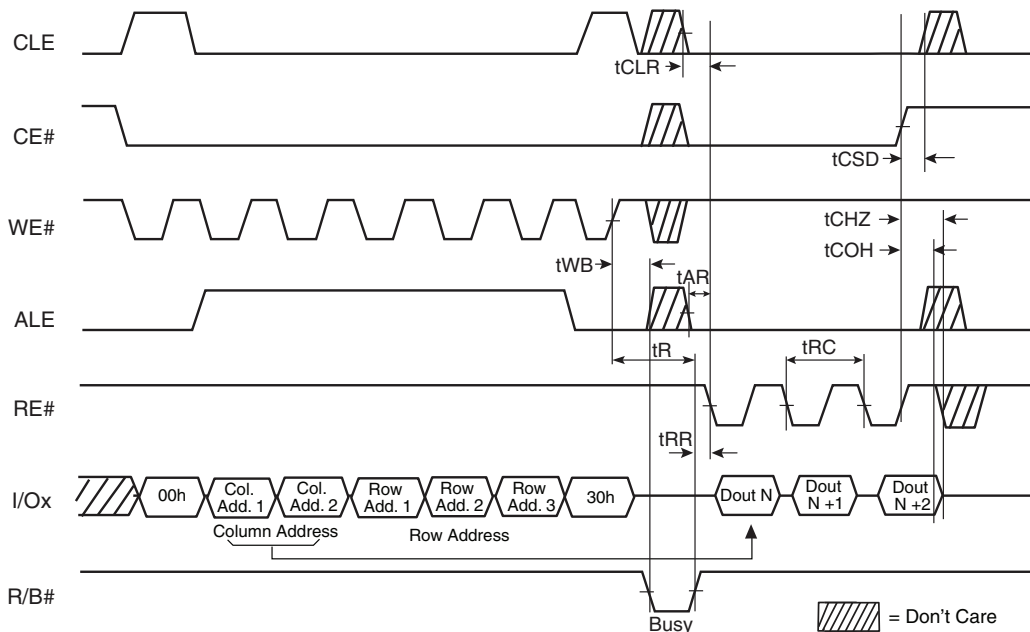 CLE
tCLR
CE#
tCSD
WE#
tCHZ
tCOH
tWB
tAR
ALE
tR
tRC
RE#
tRR
I/Ox
00h
Col. Add. 1
Col. Add. 2
Row Add. 1
Row Add. 2
Row Add. 3
30h
Dout N
Dout N +1
Dout N +2
Column Address
Row Address
R/B#
Busy
= Don't Care